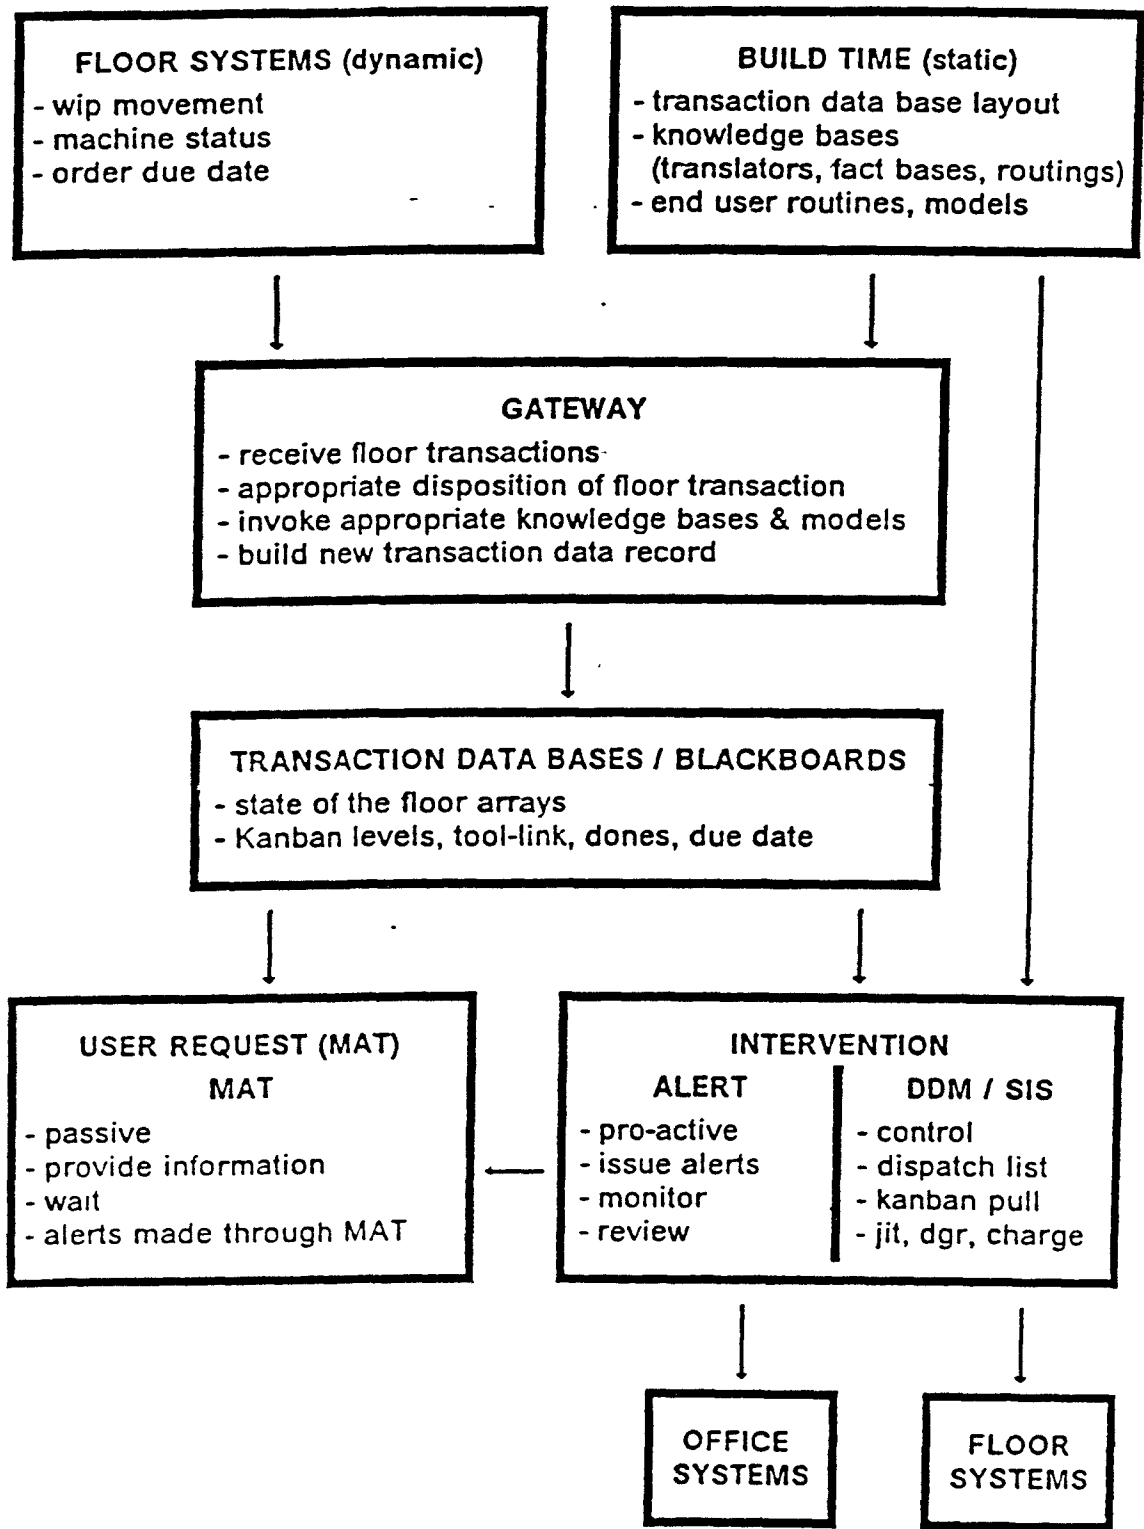 FLOOR SYSTEMS (dynamic)
- wip movement
- machine status
- order due date
BUILD TIME (static)
- transaction data base layout
- knowledge bases
(translators, fact bases, routings)
- end user routines, models
GATEWAY
- receive floor transactions
- appropriate disposition of floor transaction
- invoke appropriate knowledge bases & models
- build new transaction data record
TRANSACTION DATA BASES / BLACKBOARDS
- state of the floor arrays
- Kanban levels, tool-link, dones, due date
USER REQUEST (MAT)
MAT
- passive
- provide information
- wait
- alerts made through MAT
INTERVENTION
ALERT
- pro-active
- issue alerts
- monitor
- review
DDM / SIS
- control
- dispatch list
- kanban pull
- jit, dgr, charge
OFFICE
SYSTEMS
FLOOR
SYSTEMS